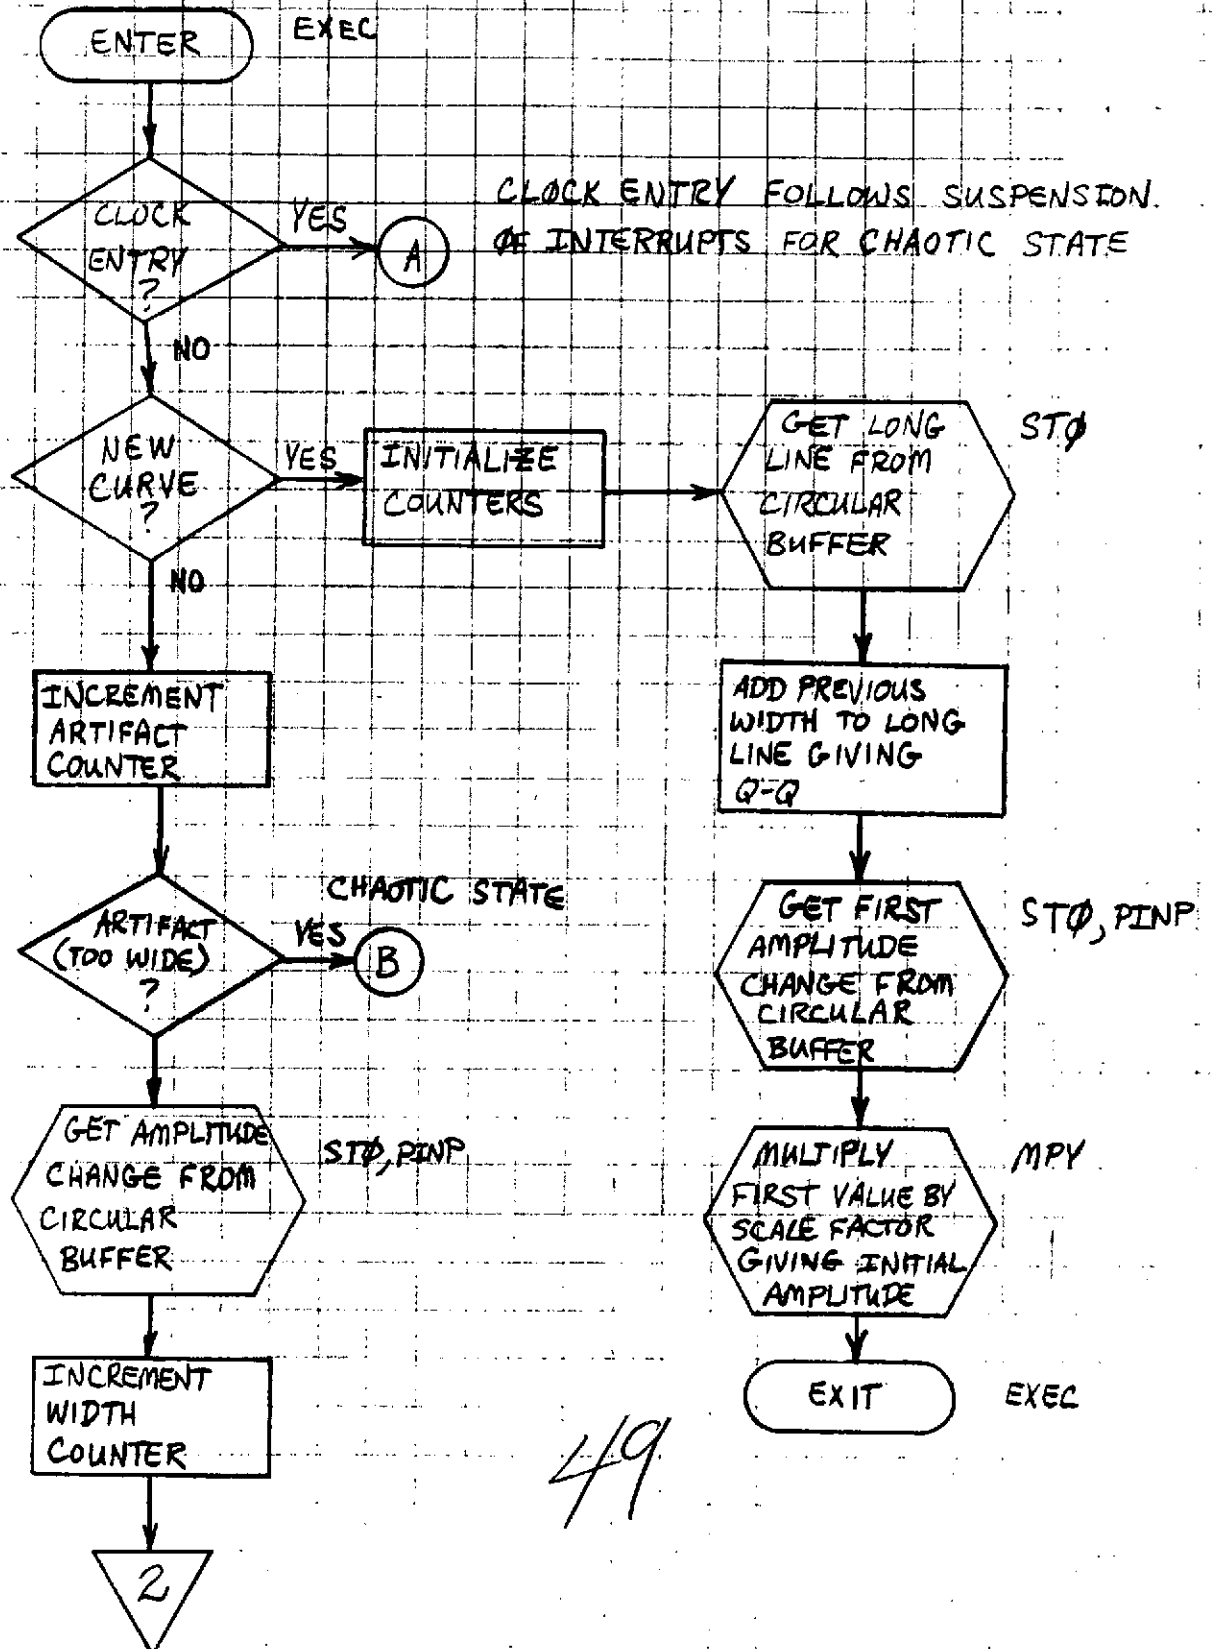 ENTER
EXEC
CLOCK
ENTRY
?
YES
A
CLØCK ENTRY FOLLOWS SUSPENSION.
ØF INTERRUPTS FOR CHAOTIC STATE
NO
NEW
CURVE
?
YES
INITIALIZE
COUNTERS
GET LONG
LINE FROM
CIRCULAR
BUFFER
STØ
NO
INCREMENT
ARTIFACT
COUNTER
ADD PREVIOUS
WIDTH TO LONG
LINE GIVING
Q-Q
ARTIFACT
(TOO WIDE)
?
CHAOTIC STATE
YES
B
GET FIRST
AMPLITUDE
CHANGE FROM
CIRCULAR
BUFFER
STØ, PINP
GET AMPLITUDE
CHANGE FROM
CIRCULAR
BUFFER
STØ, PINP
MULTIPLY
FIRST VALUE BY
SCALE FACTOR
GIVING INITIAL
AMPLITUDE
MPY
INCREMENT
WIDTH
COUNTER
EXIT
EXEC
49
2